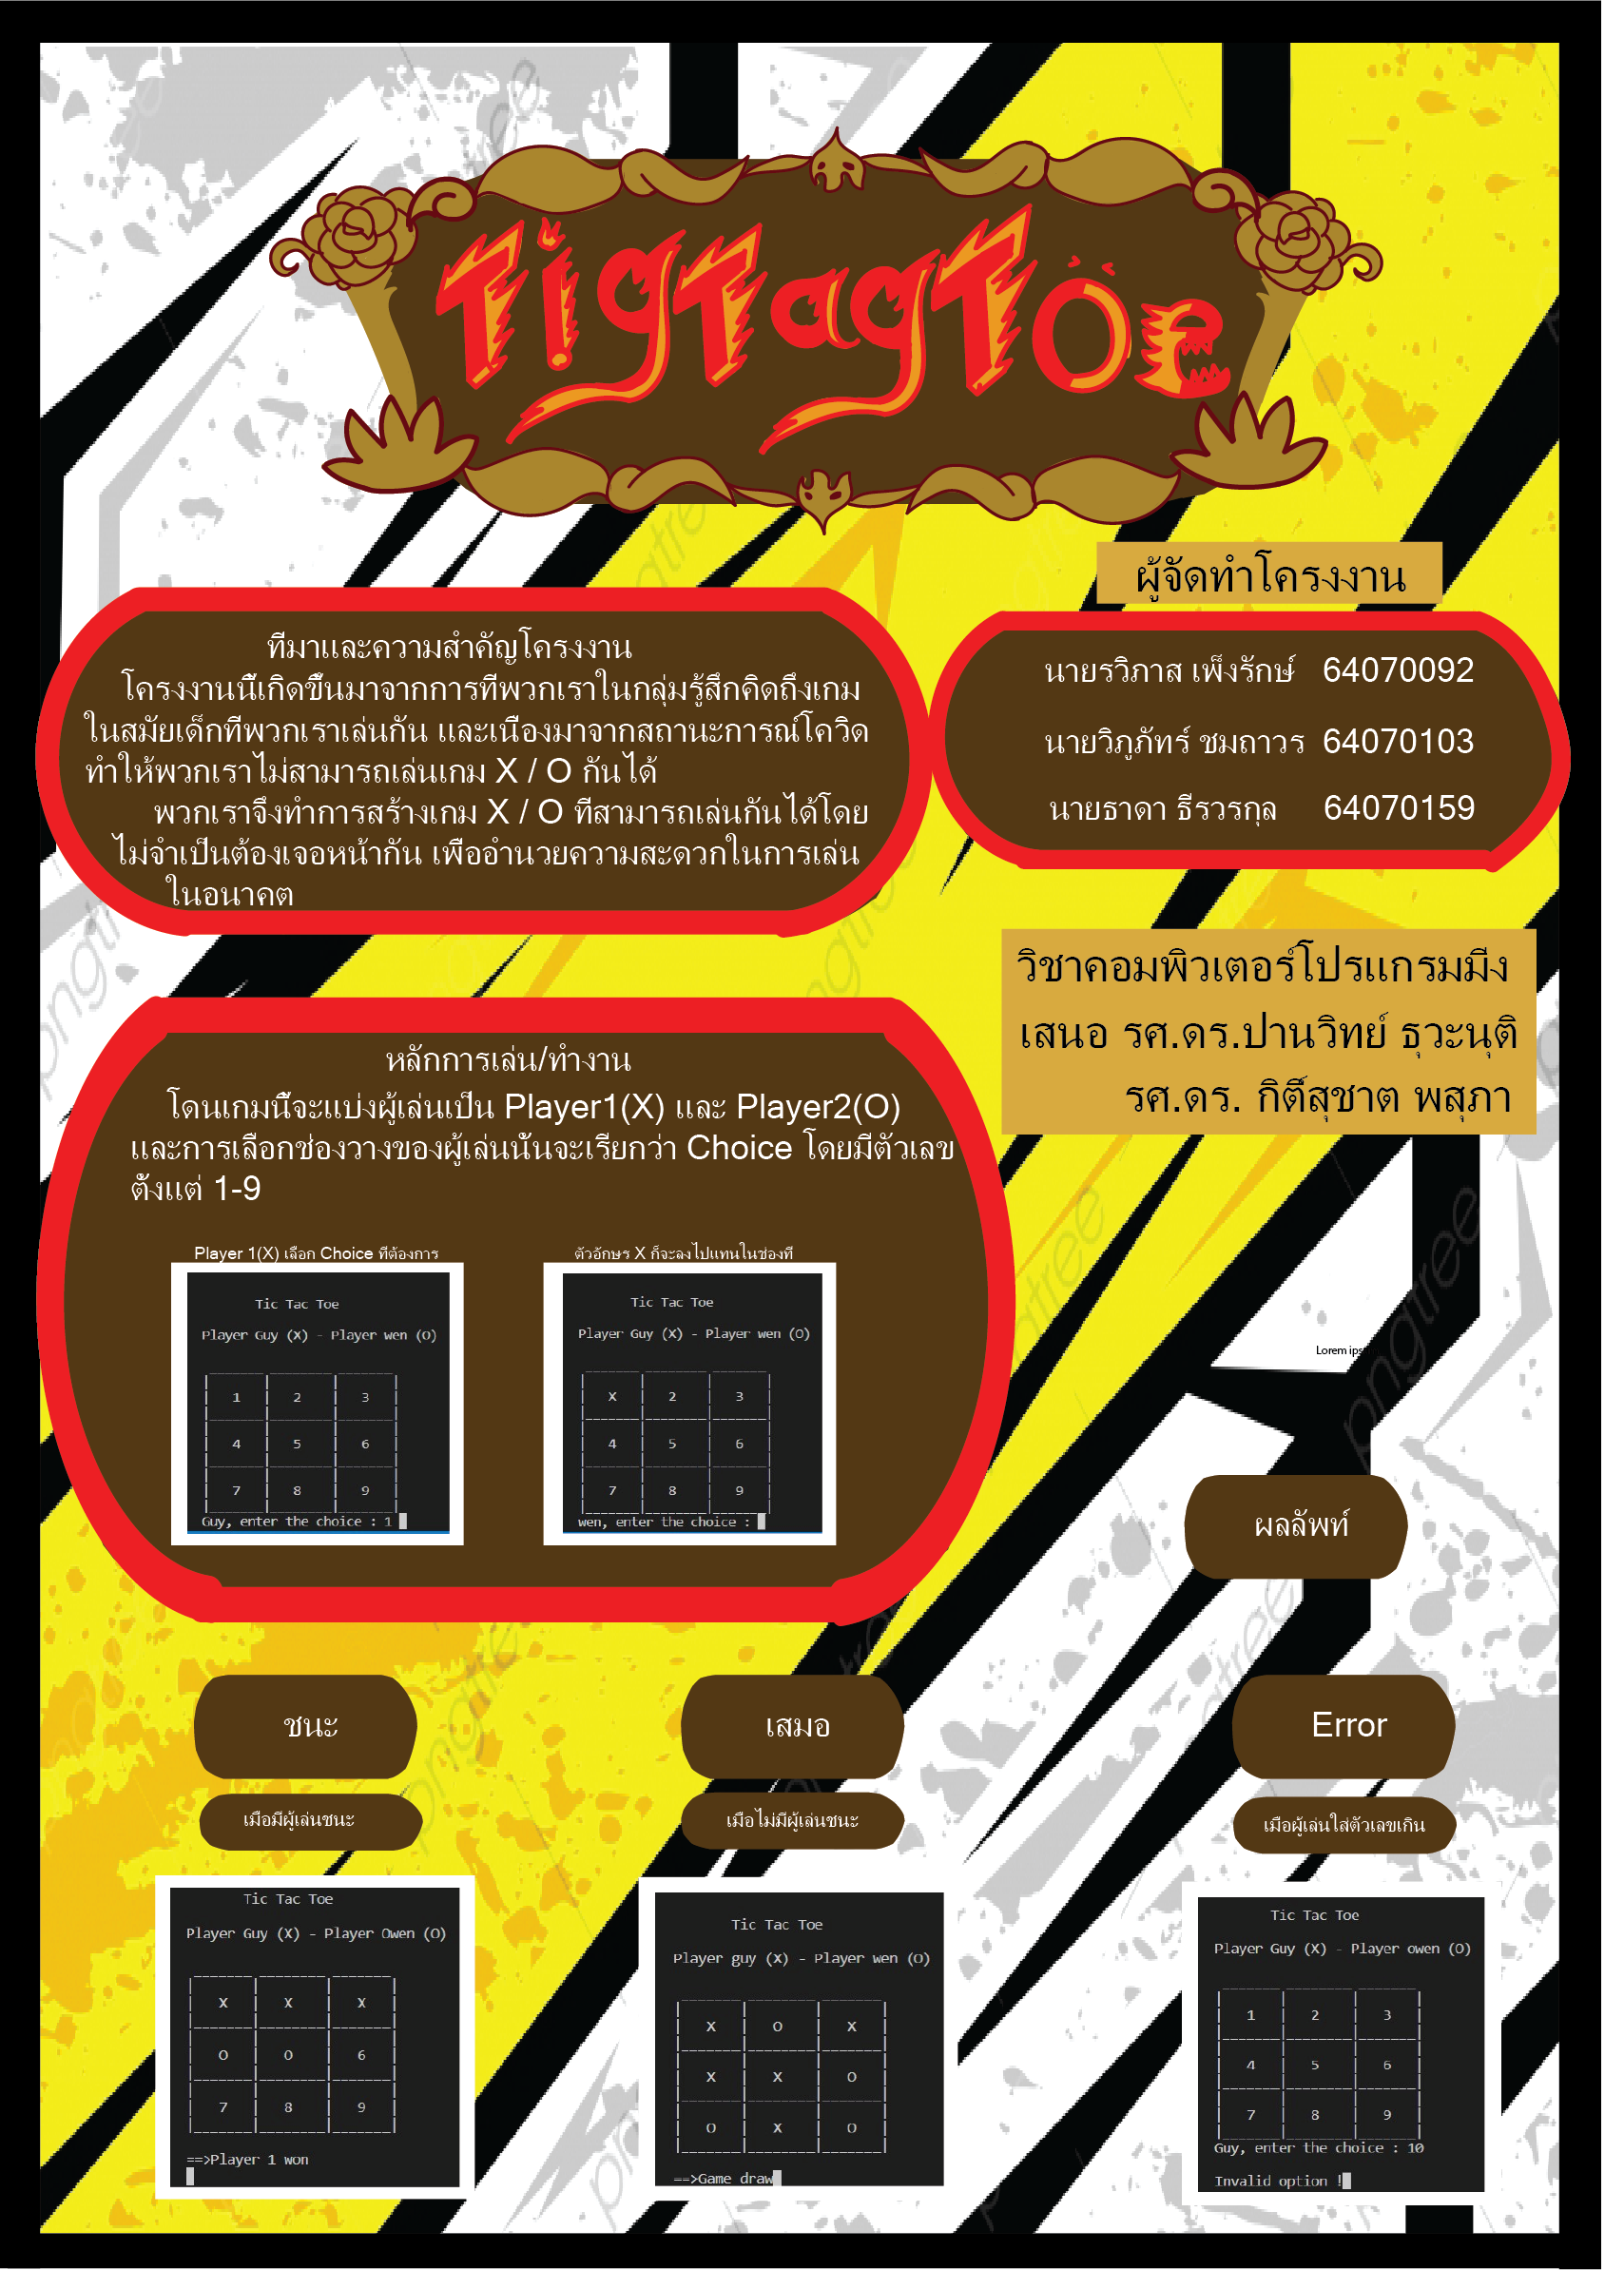 TigTagToe
ผู้จัดทำโครงงาน
ที่มาและความสำคัญโครงงาน
โครงงานนี้เกิดขึ้นมาจากการที่พวกเราในกลุ่มรู้สึกคิดถึงเกม
ในสมัยเด็กที่พวกเราเล่นกัน และเนื่องมาจากสถานะการณ์โควิด
ทำให้พวกเราไม่สามารถเล่นเกม X / O กันได้
พวกเราจึงทำการสร้างเกม X / O ที่สามารถเล่นกันได้โดย
ไม่จำเป็นต้องเจอหน้ากัน เพื่ออำนวยความสะดวกในการเล่น
ในอนาคต
นายรวิภาส เพ็งรักษ์ 64070092
นายวิภูภัทร์ ชมถาวร 64070103
นายธาดา ธีรวรกุล 64070159
วิชาคอมพิวเตอร์โปรแกรมมิ่ง
เสนอ รศ.ดร.ปานวิทย์ ธุวะนุติ
รศ.ดร. กิติ์สุชาต พสุภา
หลักการเล่น/ทำงาน
โดนเกมนี้จะแบ่งผู้เล่นเป็น Player1(X) และ Player2(O)
และการเลือกช่องวางของผู้เล่นนั้นจะเรียกว่า Choice โดยมีตัวเลข
ตั้งแต่ 1-9
Player 1(X) เลือก Choice ที่ต้องการ
Tic Tac Toe
Player Guy (X) - Player wen (O)
1 2 3
4 5 6
7 8 9
Guy, enter the choice : 1
ตัวอักษร X ก็จะลงไปแทนในช่องที่
Tic Tac Toe
Player Guy (X) - Player wen (O)
X 2 3
4 5 6
7 8 9
wen, enter the choice :
Lorem ips
ผลลัพท์
ชนะ
เมื่อมีผู้เล่นชนะ
Tic Tac Toe
Player Guy (X) - Player Owen (O)
X X X
O O 6
7 8 9
==>Player 1 won
เสมอ
เมื่อไม่มีผู้เล่นชนะ
Tic Tac Toe
Player guy (X) - Player wen (O)
X O X
X X O
O X O
==>Game draw
Error
เมื่อผู้เล่นใส่ตัวเลขเกิน
Tic Tac Toe
Player Guy (X) - Player owen (O)
1 2 3
4 5 6
7 8 9
Guy, enter the choice : 10
Invalid option !
pngtree